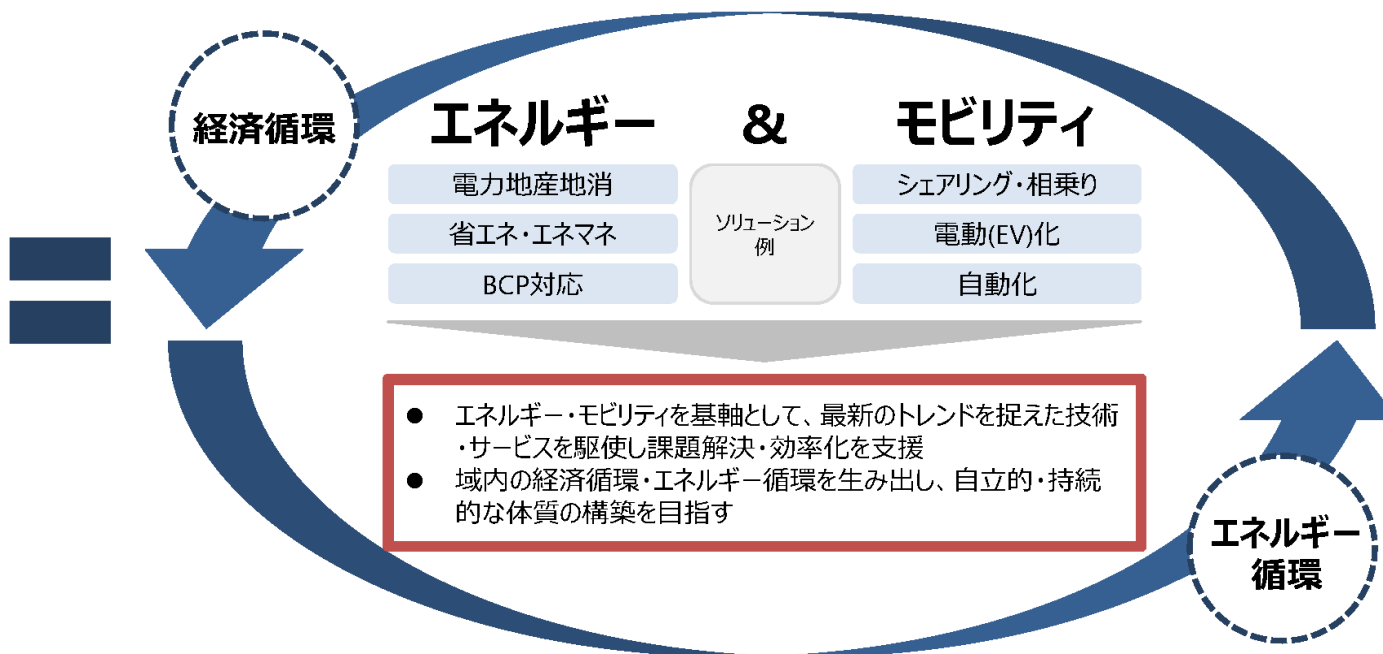 経済循環
エネルギー & モビリティ
電力地産地消
省エネ・エネマネ
BCP対応
ソリューション
例
シェアリング・相乗り
電動(EV)化
自動化
● エネルギー・モビリティを基軸として、最新のトレンドを捉えた技術
・サービスを駆使し課題解決・効率化を支援
● 域内の経済循環・エネルギー循環を生み出し、自立的・持続
的な体質の構築を目指す
エネルギー
循環